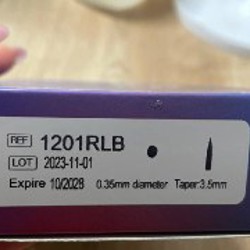 REF 1201RLB
LOT 2023-11-01
Expire 10/2028 0.35mm diameter Taper:3.5mm